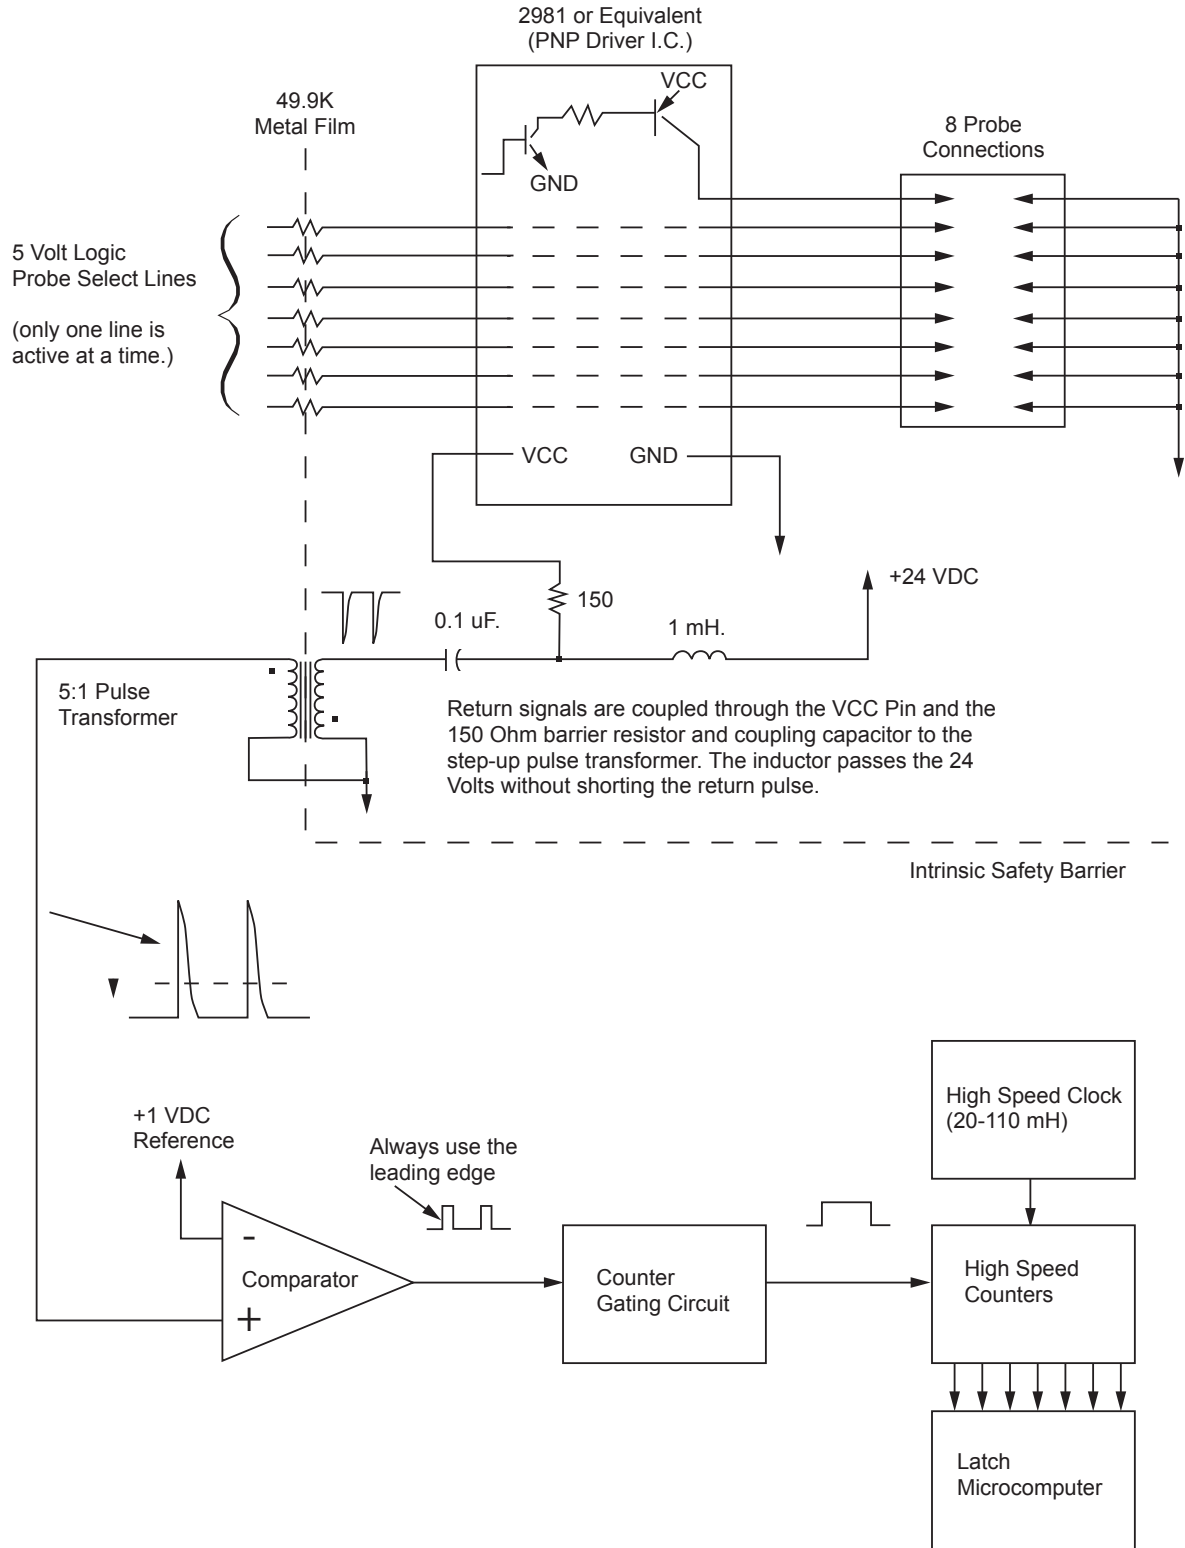 2981 or Equivalent
(PNP Driver I.C.)
VCC
49.9K
Metal Film
8 Probe
Connections
GND
5 Volt Logic
Probe Select Lines
(only one line is
active at a time.)
VCC
GND
+24 VDC
150
0.1 uF.
1 mH.
5:1 Pulse
Transformer
Return signals are coupled through the VCC Pin and the
150 Ohm barrier resistor and coupling capacitor to the
step-up pulse transformer. The inductor passes the 24
Volts without shorting the return pulse.
Intrinsic Safety Barrier
High Speed Clock
(20-110 mH)
+1 VDC
Reference
Always use the
leading edge
-
Comparator
+
Counter
Gating Circuit
High Speed
Counters
Latch
Microcomputer